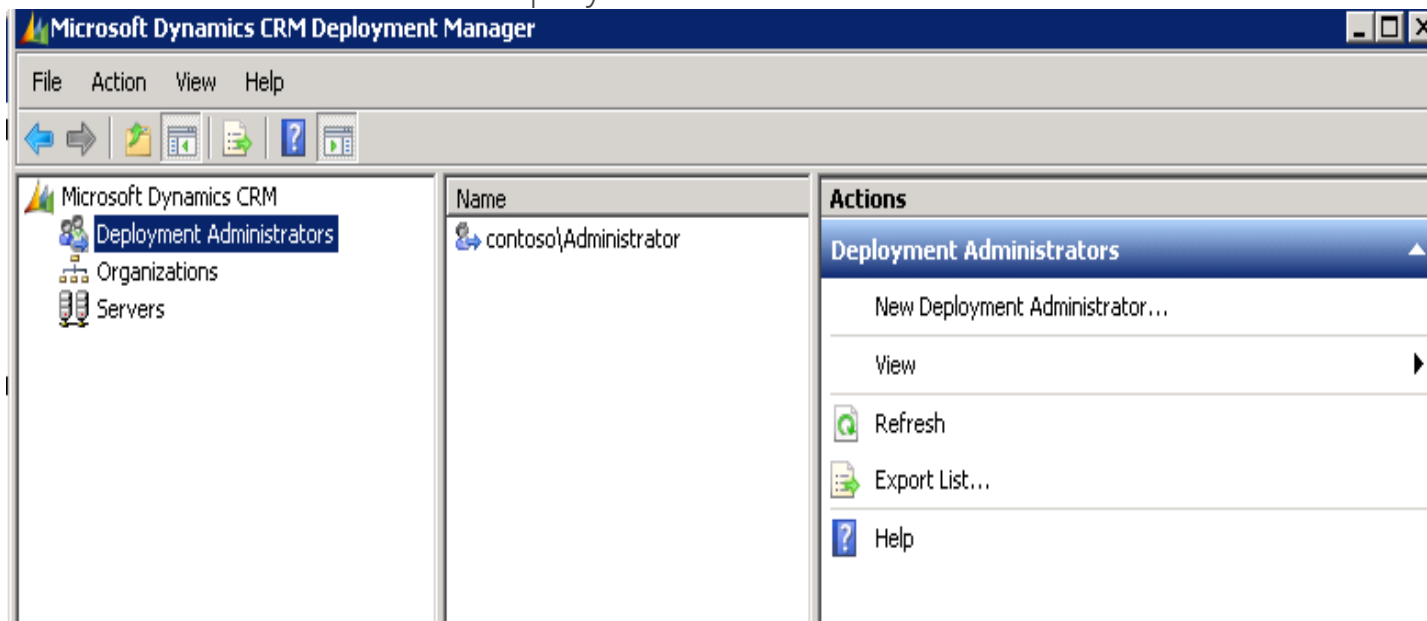 Microsoft Dynamics CRM Deployment Manager
File Action View Help
Microsoft Dynamics CRM
Deployment Administrators
Organizations
Servers
Name
contoso\Administrator
Actions
Deployment Administrators
New Deployment Administrator...
View
Refresh
Export List...
Help